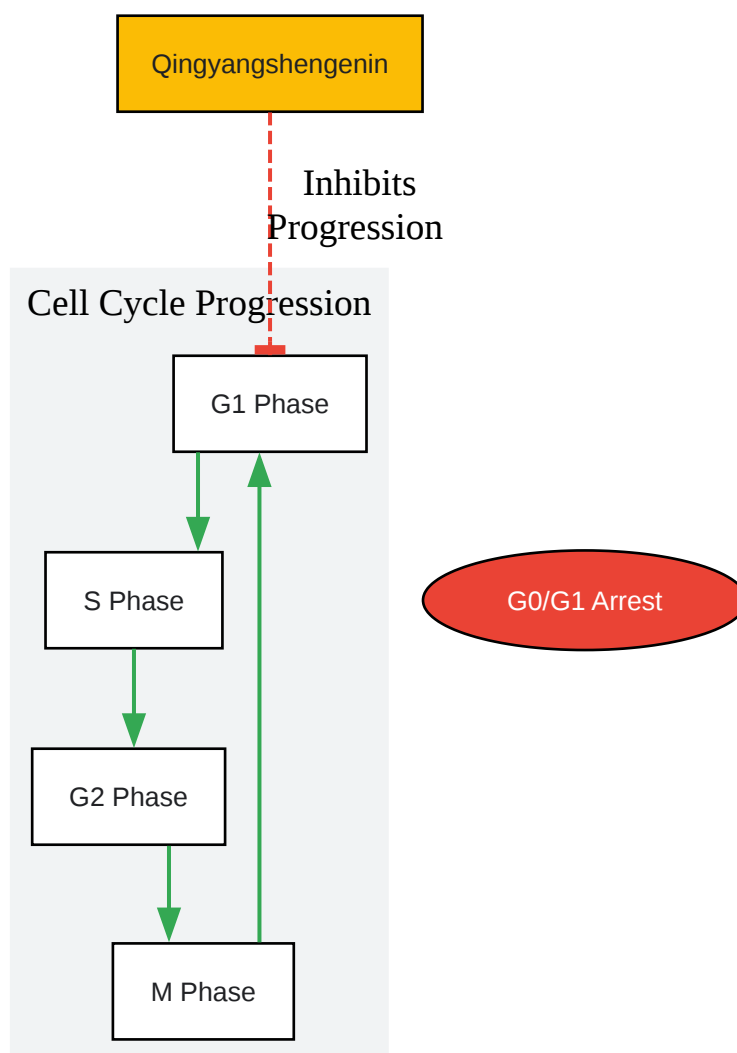 Qingyangshengenin
Inhibits
Progression
Cell Cycle Progression
G1 Phase
S Phase
G0/G1 Arrest
G2 Phase
M Phase